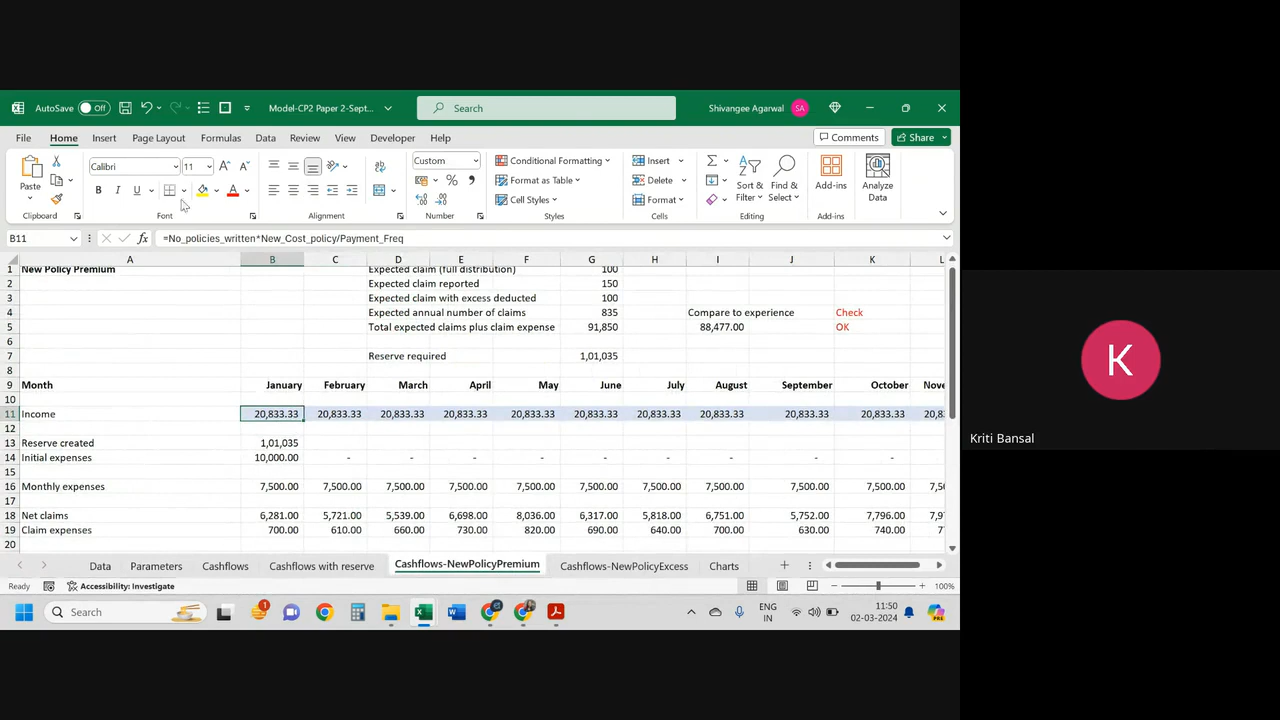 AutoSave Off Model-CP2 Paper 2-Sept... Search Shivangee Agarwal SA
File Home Insert Page Layout Formulas Data Review View Developer Help Comments Share
Paste Calibri 11 Custom Conditional Formatting Insert Sort & Filter Find & Select Add-ins Analyze Data
B I U Format as Table Delete
Cell Styles Format
Clipboard Font Alignment Number Styles Cells Editing Add-ins
B11 =No_policies_written*New_Cost_policy/Payment_Freq
A B C D E F G H I J K L
1 New Policy Premium Expected claim (full distribution) 100
2 Expected claim reported 150
3 Expected claim with excess deducted 100
4 Expected annual number of claims 835 Compare to experience Check
5 Total expected claims plus claim expense 91,850 88,477.00 OK
6
7 Reserve required 1,01,035
8
9 Month January February March April May June July August September October Nove
10
11 Income 20,833.33 20,833.33 20,833.33 20,833.33 20,833.33 20,833.33 20,833.33 20,833.33 20,833.33 20,833.33 20,8
12
13 Reserve created 1,01,035
14 Initial expenses 10,000.00 - - - - - - - - -
15
16 Monthly expenses 7,500.00 7,500.00 7,500.00 7,500.00 7,500.00 7,500.00 7,500.00 7,500.00 7,500.00 7,500.00 7,50
17
18 Net claims 6,281.00 5,721.00 5,539.00 6,698.00 8,036.00 6,317.00 5,818.00 6,751.00 5,752.00 7,796.00 7,97
19 Claim expenses 700.00 610.00 660.00 730.00 820.00 690.00 640.00 700.00 630.00 740.00 7
20
Data Parameters Cashflows Cashflows with reserve Cashflows-NewPolicyPremium Cashflows-NewPolicyExcess Charts
Ready Accessibility: Investigate 100%
Search ENG IN 11:50 02-03-2024
K
Kriti Bansal